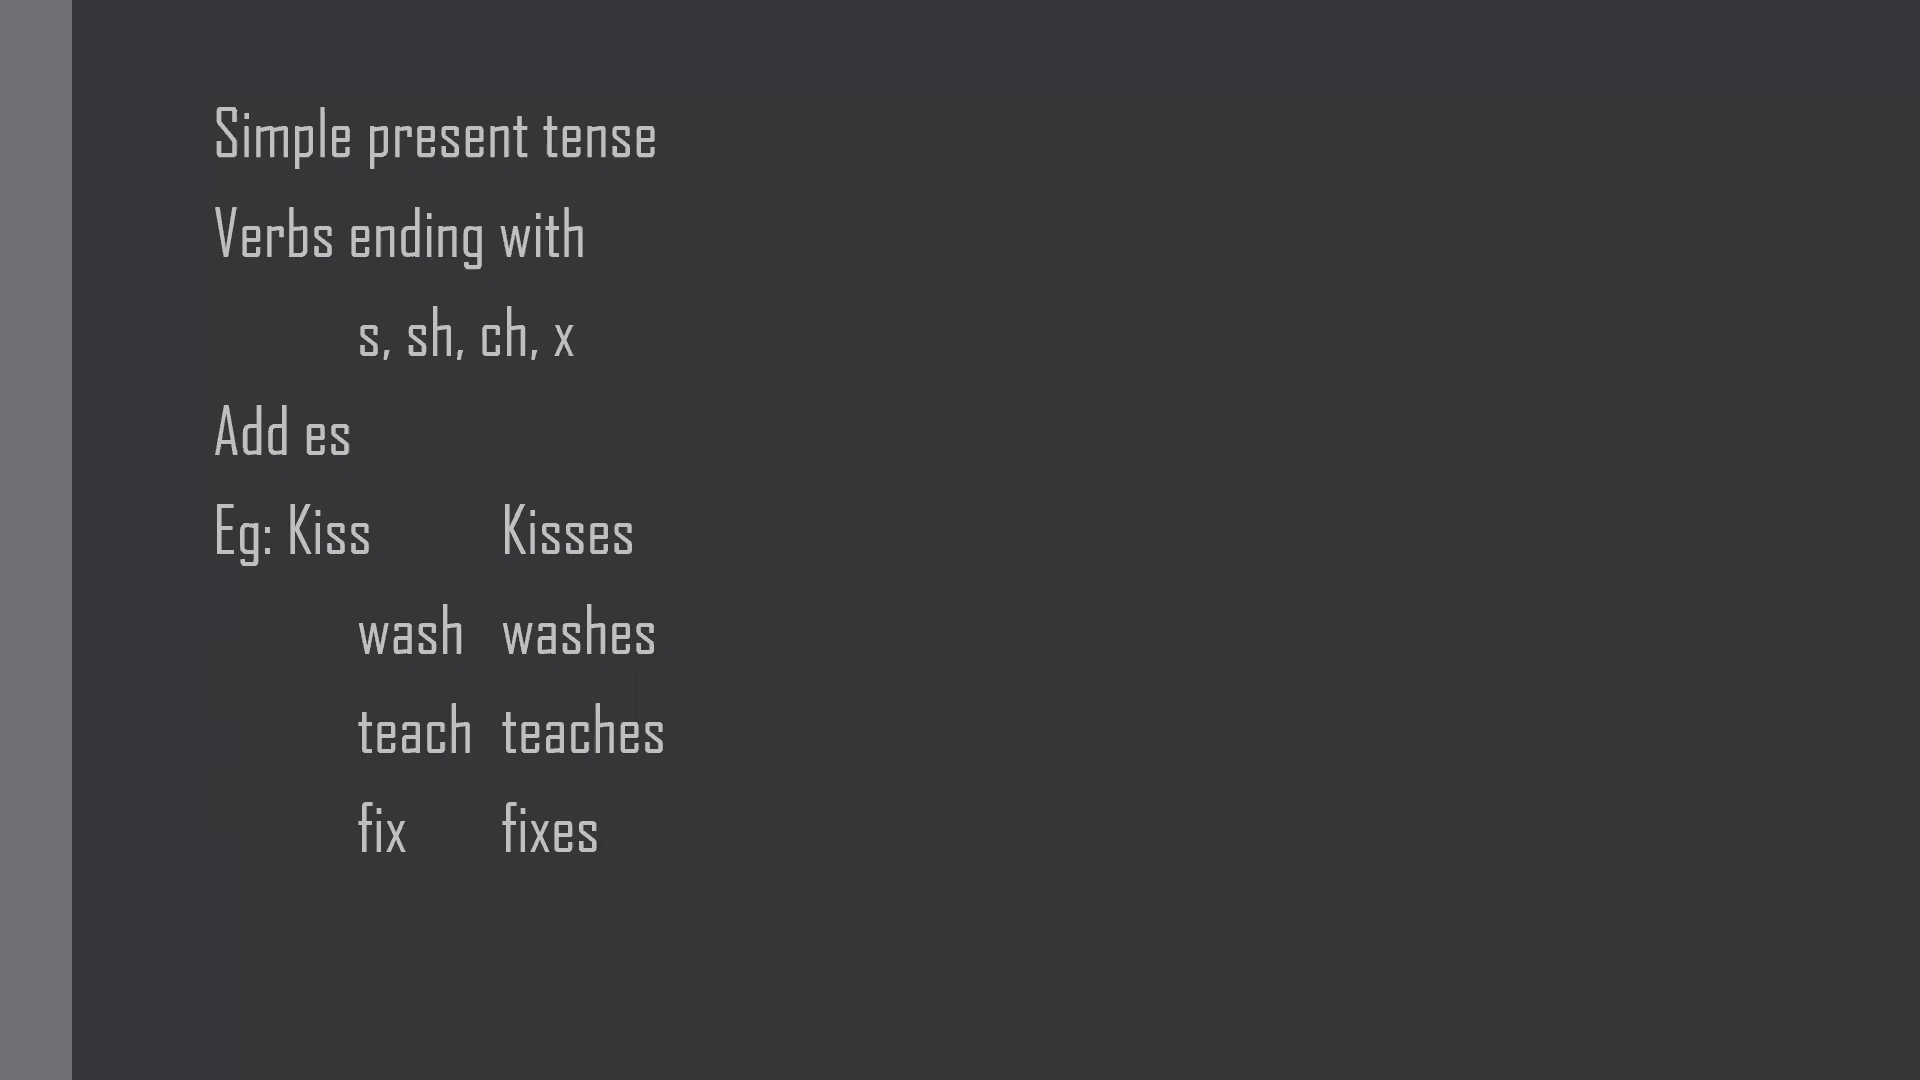 Simple present tense
Verbs ending with
s, sh, ch, x
Add es
Eg: Kiss Kisses
wash washes
teach teaches
fix fixes